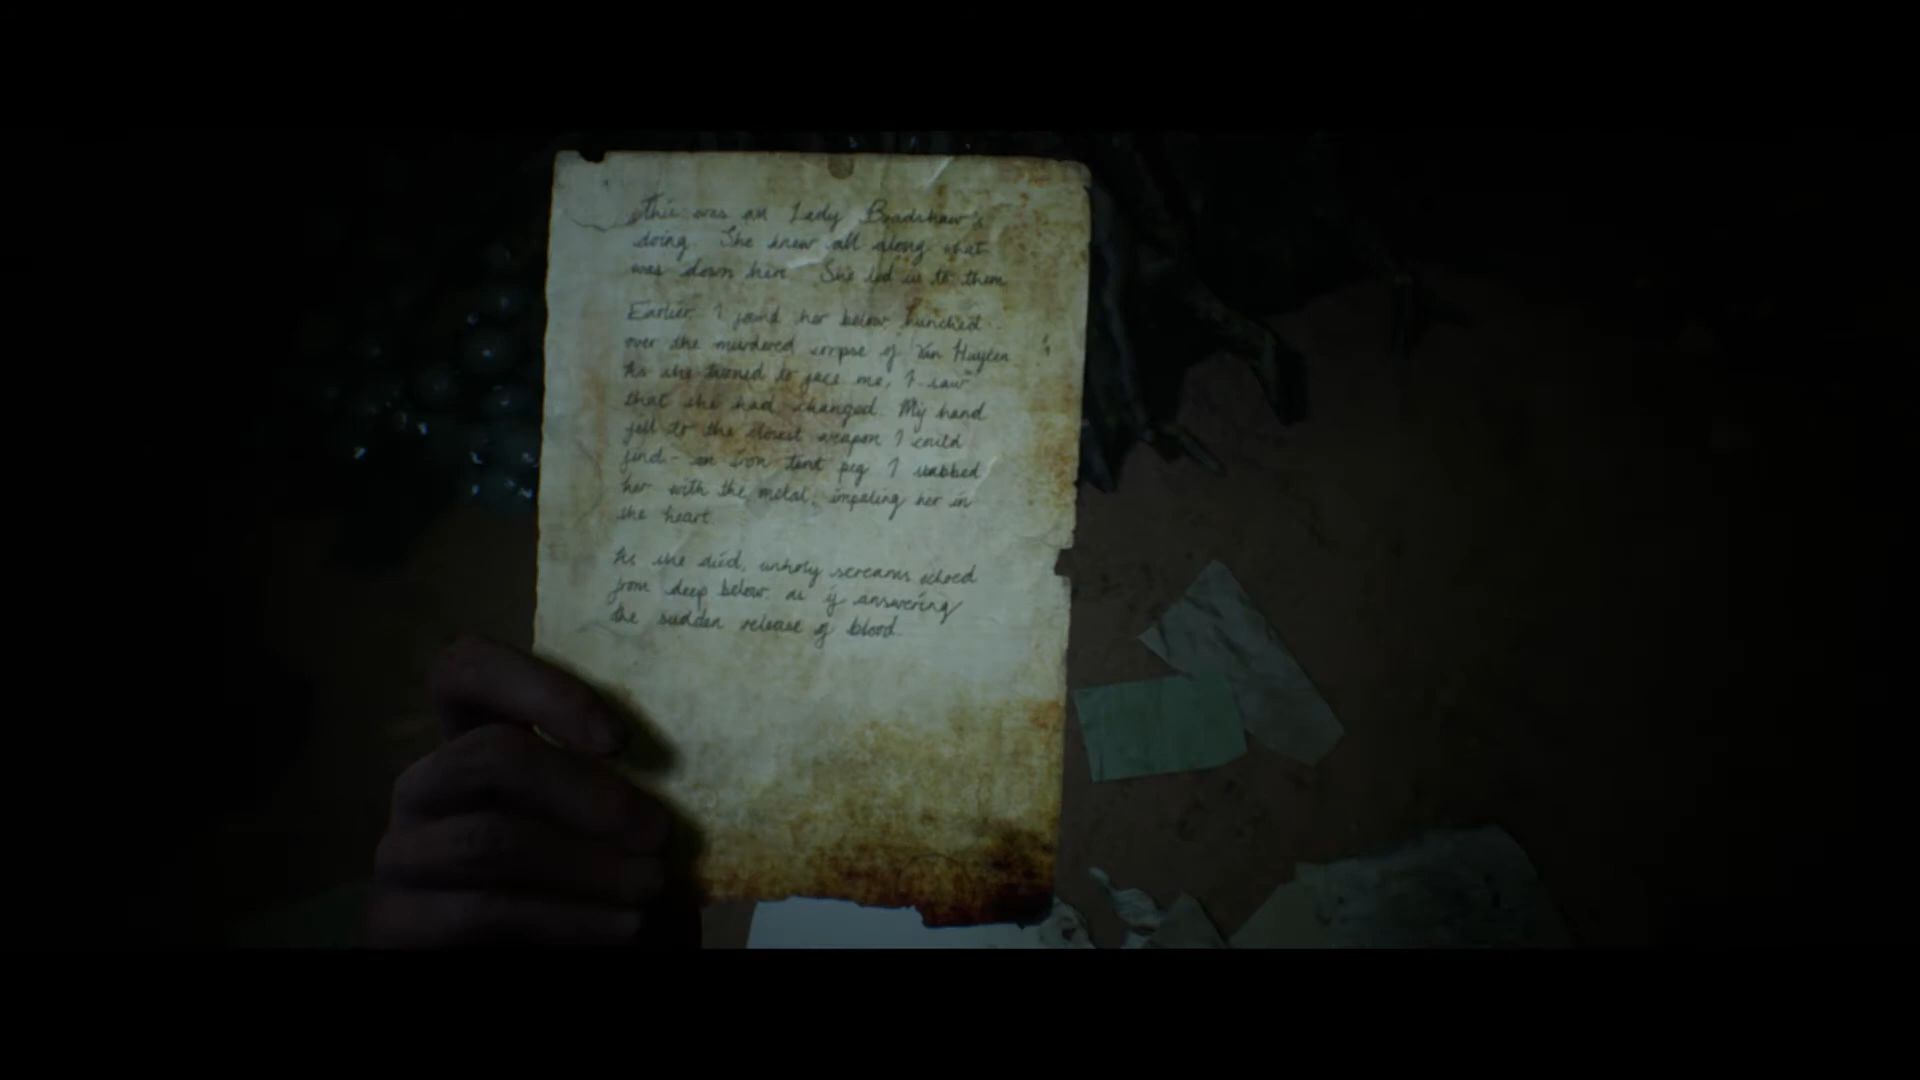 This was all Lady Bradshaw's
doing. She knew all along what
was down here. She led us to them
Earlier, I found her below, hunched
over the murdered corpse of Van Huyten
As she turned to face me, I saw
that she had changed. My hand
fell to the closest weapon I could
find - an iron tent peg. I stabbed
her with the metal, impaling her in
the heart.
As she died, unholy screams echoed
from deep below, as if answering
the sudden release of blood.